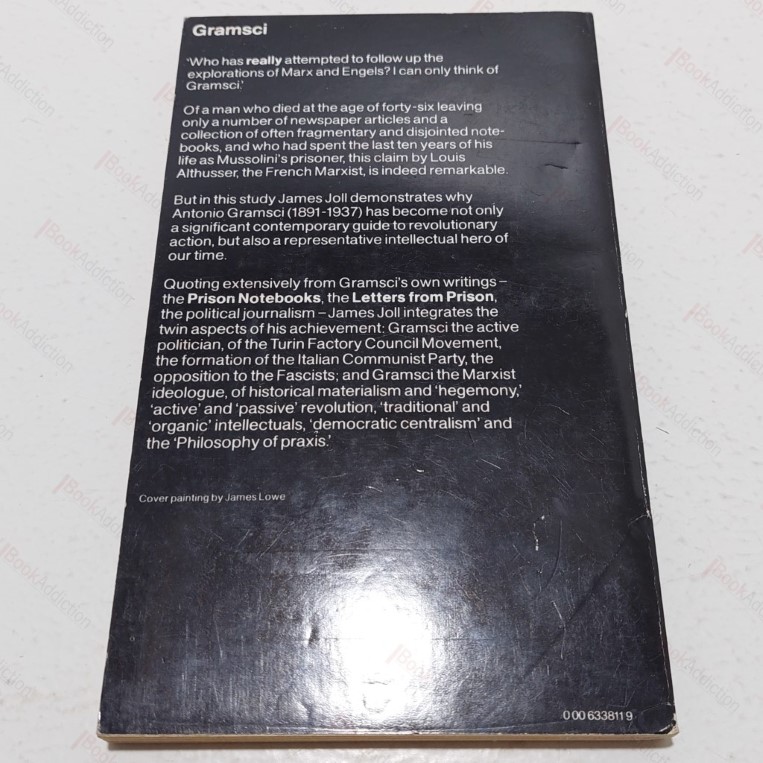 Gramsci
'Who has really attempted to follow up the
explorations of Marx and Engels? I can only think of
Gramsci.'
Of a man who died at the age of forty-six leaving
only a number of newspaper articles and a
collection of often fragmentary and disjointed note-
books, and who had spent the last ten years of his
life as Mussolini's prisoner, this claim by Louis
Althusser, the French Marxist, is indeed remarkable.
But in this study James Joll demonstrates why
Antonio Gramsci (1891-1937) has become not only
a significant contemporary guide to revolutionary
action, but also a representative intellectual hero of
our time.
Quoting extensively from Gramsci's own writings –
the Prison Notebooks, the Letters from Prison,
the political journalism – James Joll integrates the
twin aspects of his achievement: Gramsci the active
politician, of the Turin Factory Council Movement,
the formation of the Italian Communist Party, the
opposition to the Fascists; and Gramsci the Marxist
ideologue, of historical materialism and 'hegemony,'
'active' and 'passive' revolution, 'traditional' and
'organic' intellectuals, 'democratic centralism' and
the 'Philosophy of praxis.'
Cover painting by James Lowe
0 00 633811 9
BookAddiction